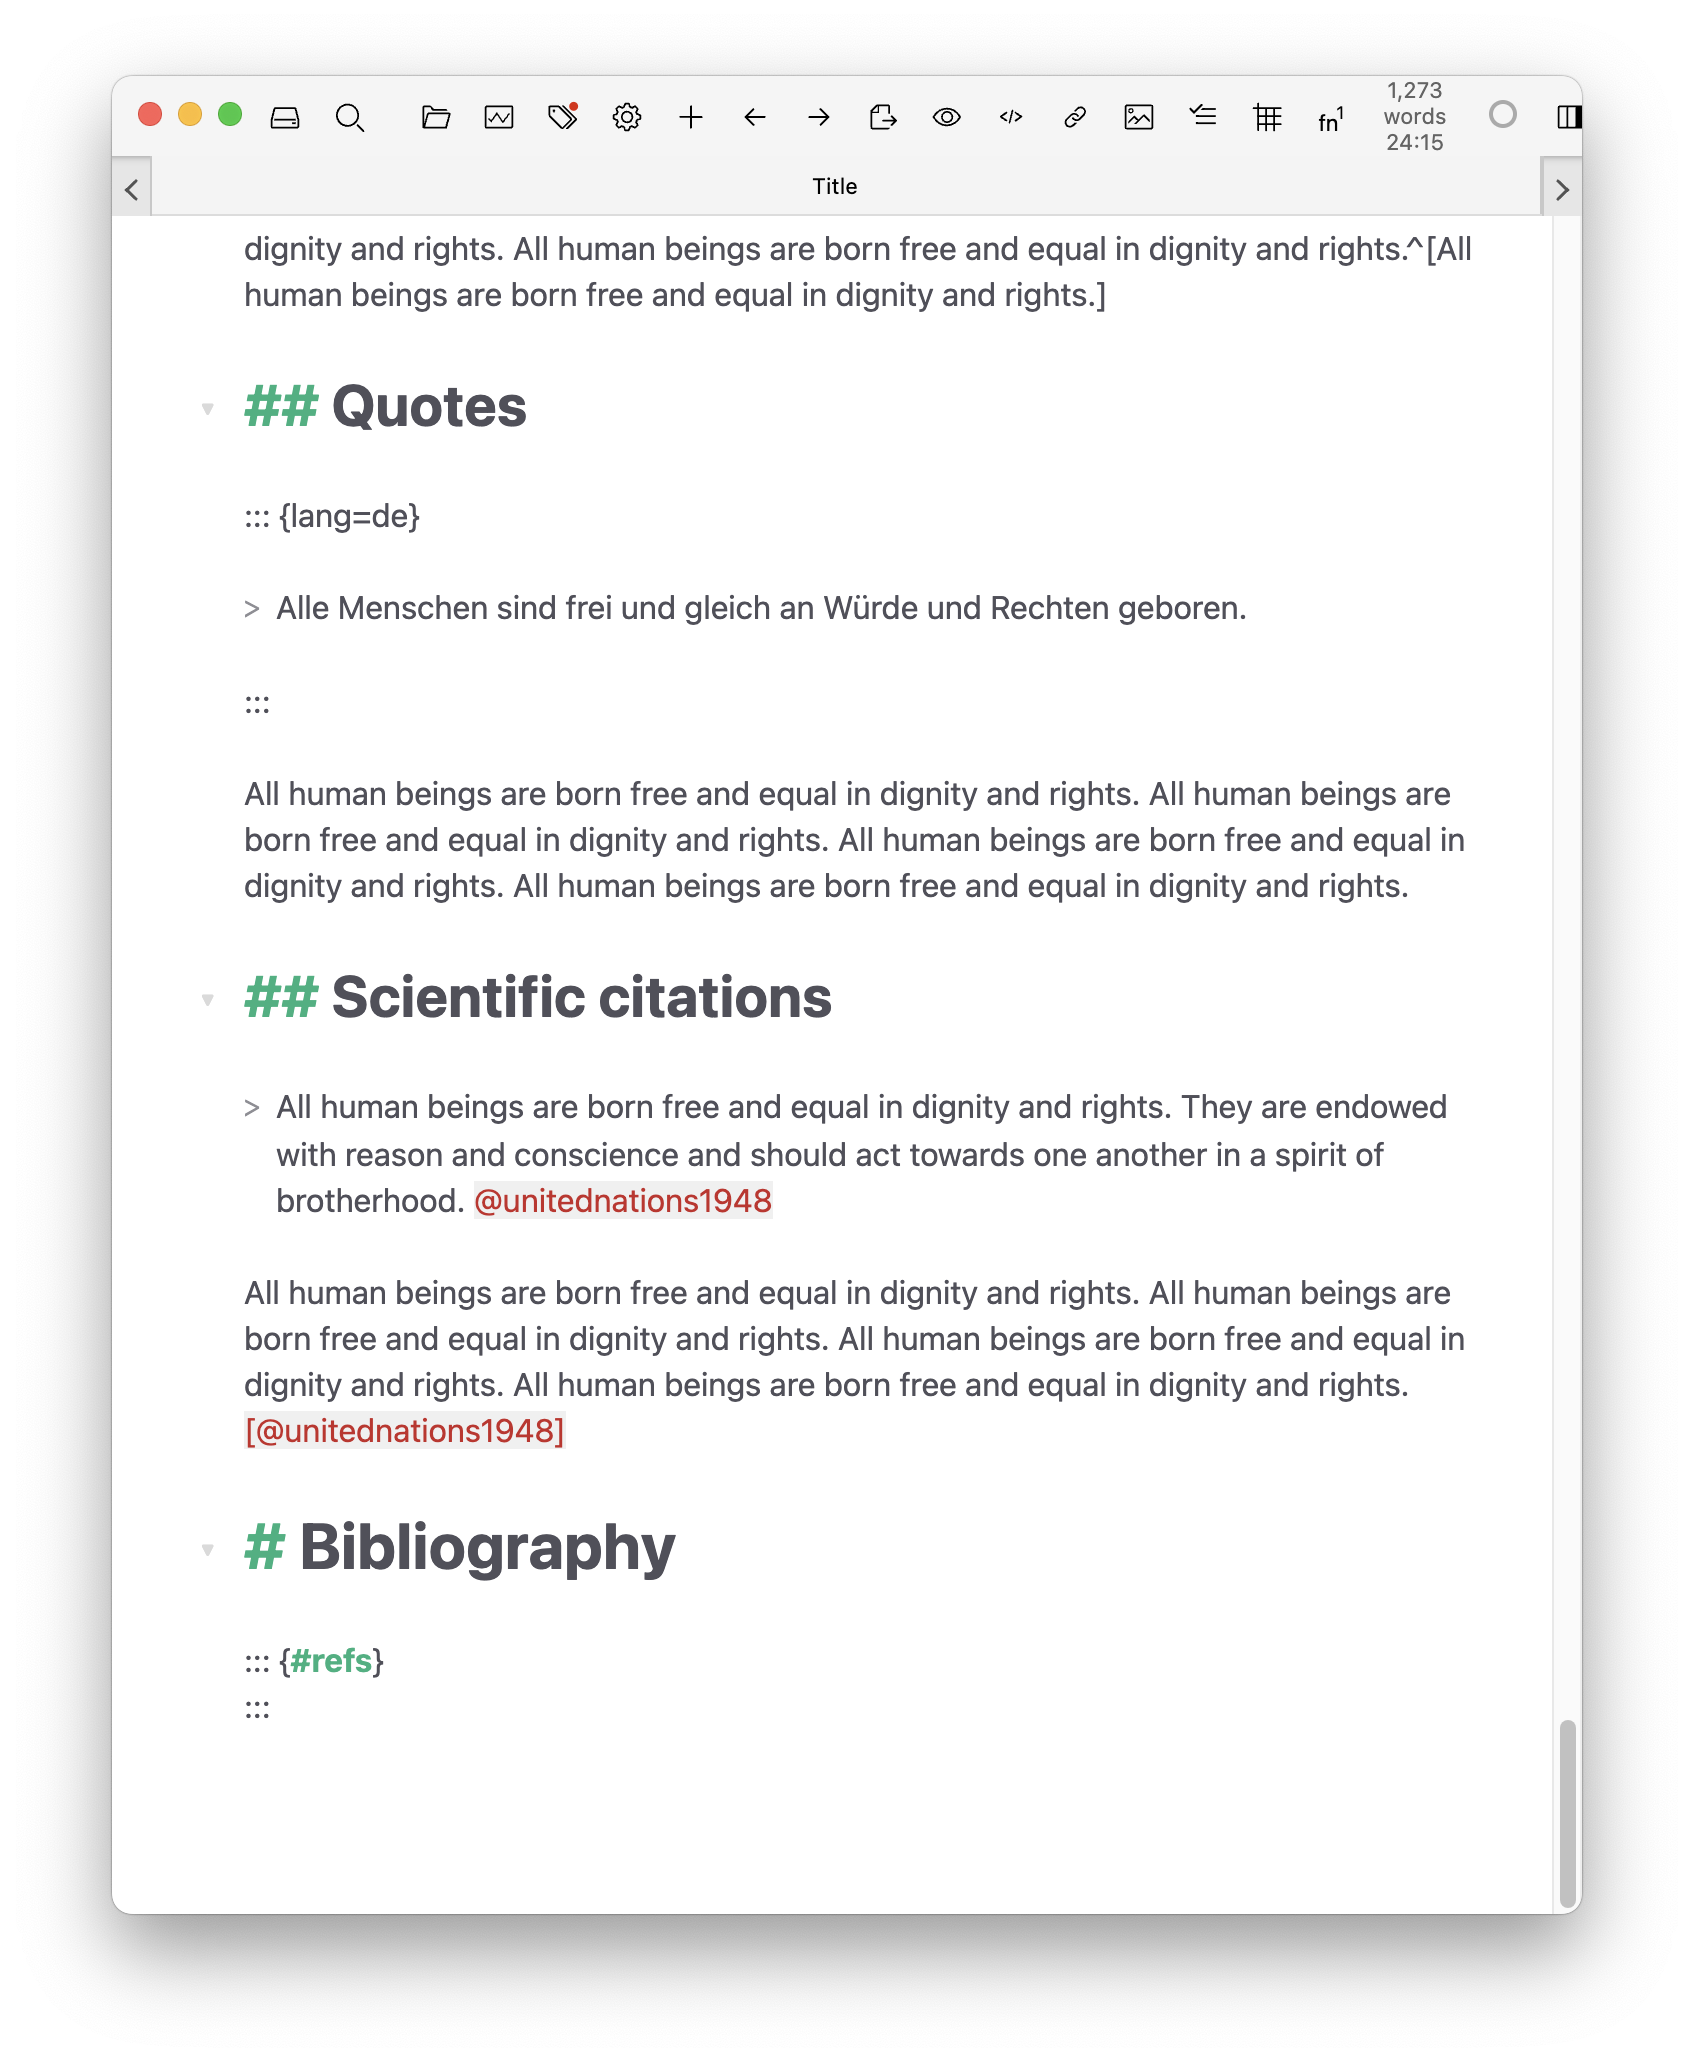 1,273
words
24:15
fn1
Title
dignity and rights. All human beings are born free and equal in dignity and rights.^[All
human beings are born free and equal in dignity and rights.]
## Quotes
::: {lang=de}
> Alle Menschen sind frei und gleich an Würde und Rechten geboren.
:::
All human beings are born free and equal in dignity and rights. All human beings are
born free and equal in dignity and rights. All human beings are born free and equal in
dignity and rights. All human beings are born free and equal in dignity and rights.
## Scientific citations
> All human beings are born free and equal in dignity and rights. They are endowed
with reason and conscience and should act towards one another in a spirit of
brotherhood. @unitednations1948
All human beings are born free and equal in dignity and rights. All human beings are
born free and equal in dignity and rights. All human beings are born free and equal in
dignity and rights. All human beings are born free and equal in dignity and rights.
[@unitednations1948]
# Bibliography
::: {#refs}
:::